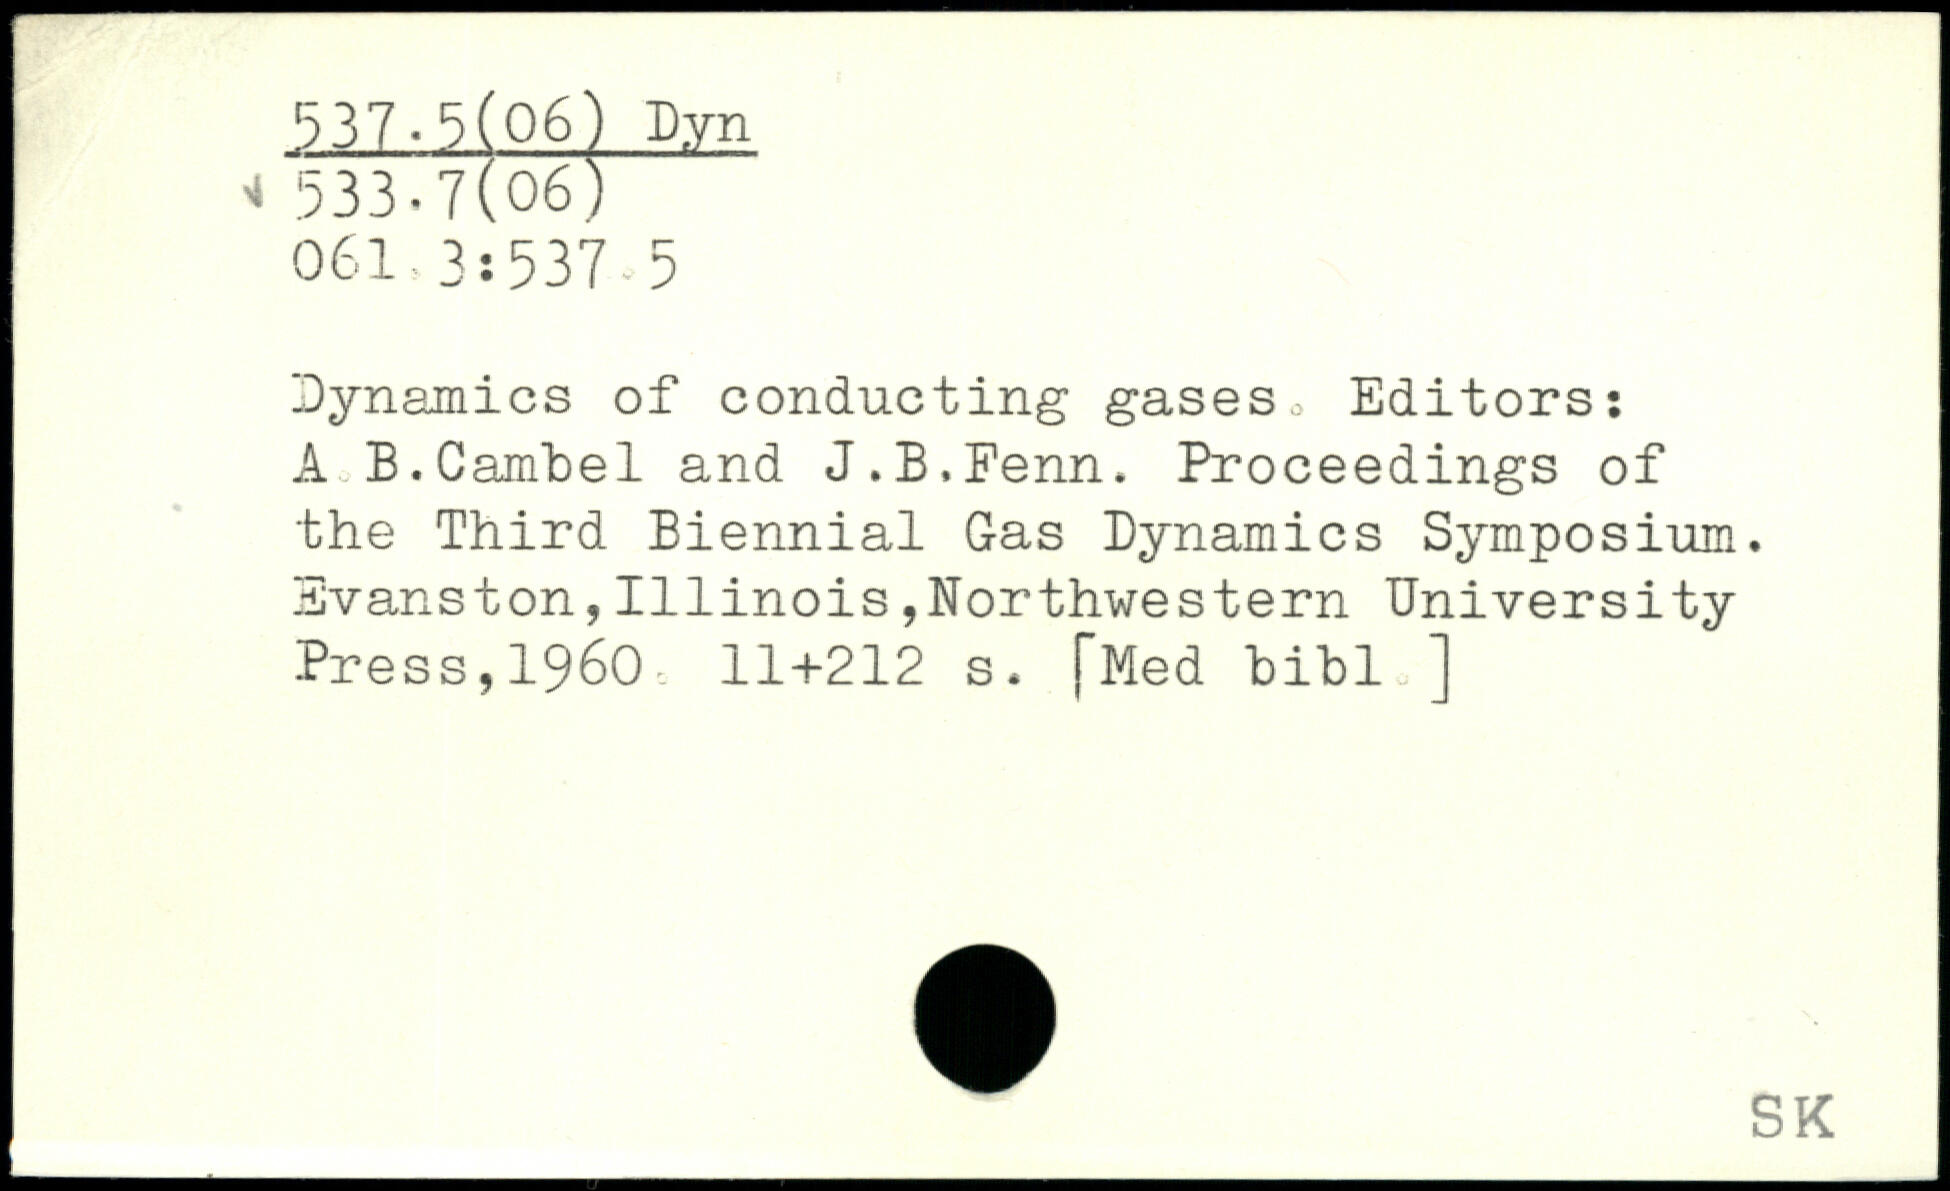 537.5(06) Dyn
533.7(06)
061.3:537.5
Dynamics of conducting gases. Editors:
A.B.Cambel and J.B.Fenn. Proceedings of
the Third Biennial Gas Dynamics Symposium.
Evanston,Illinois,Northwestern University
Press,1960. 11+212 s. [Med bibl.]
SK